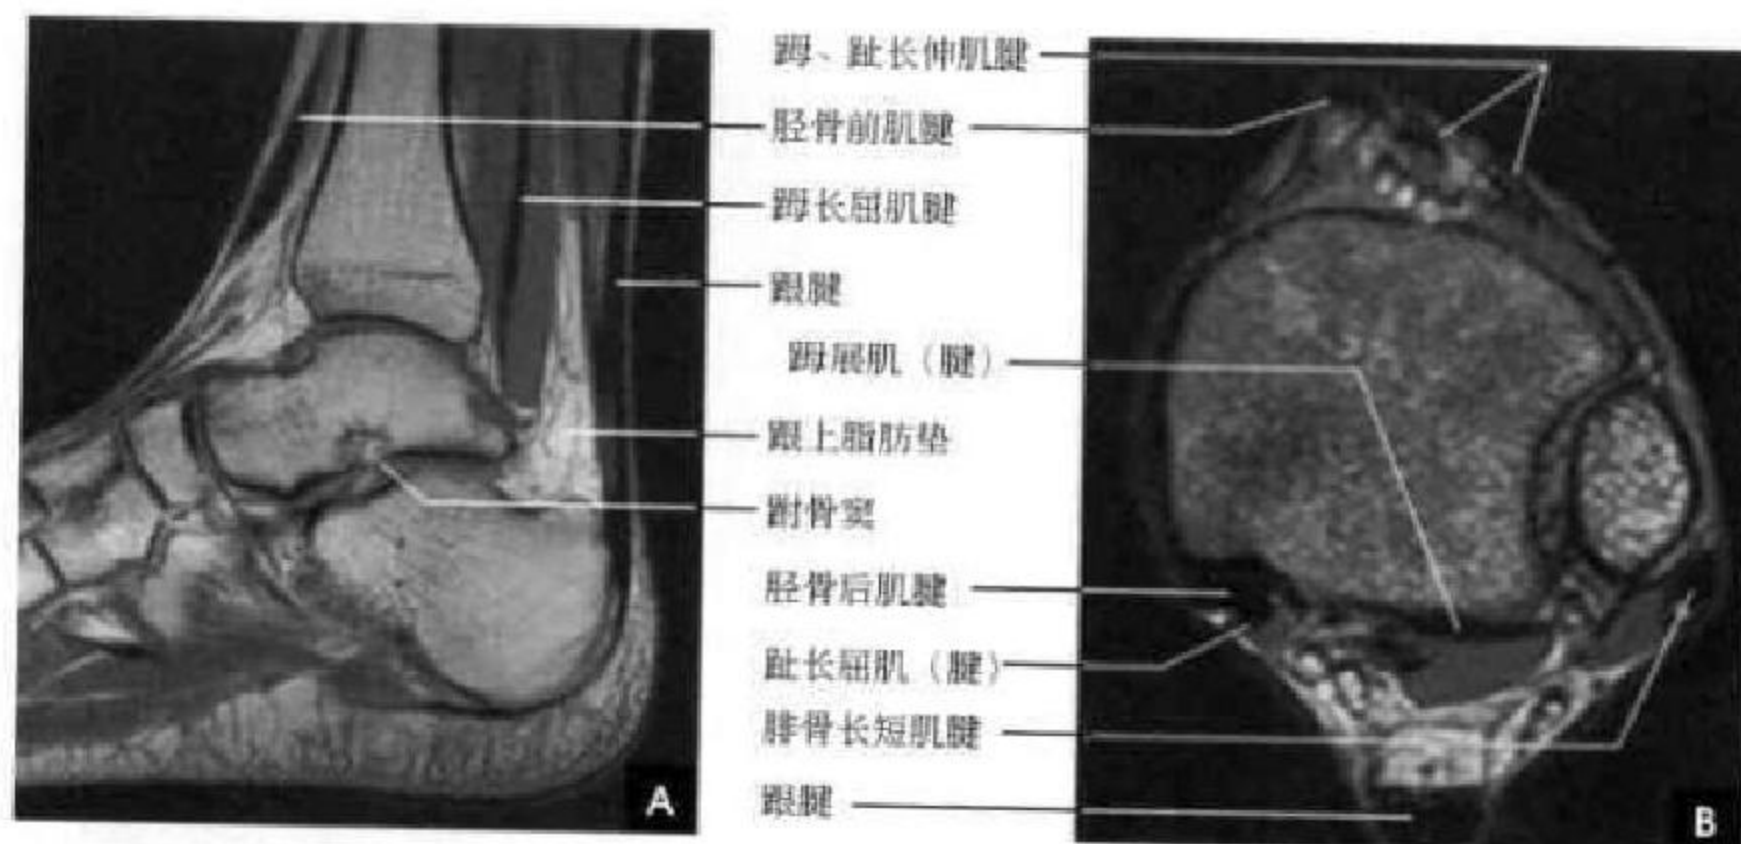 踇、趾长伸肌腱
胫骨前肌腱
踇长屈肌腱
跟腱
踇展肌（腱）
跟上脂肪垫
跗骨窦
胫骨后肌腱
趾长屈肌（腱）
腓骨长短肌腱
跟腱
A
B